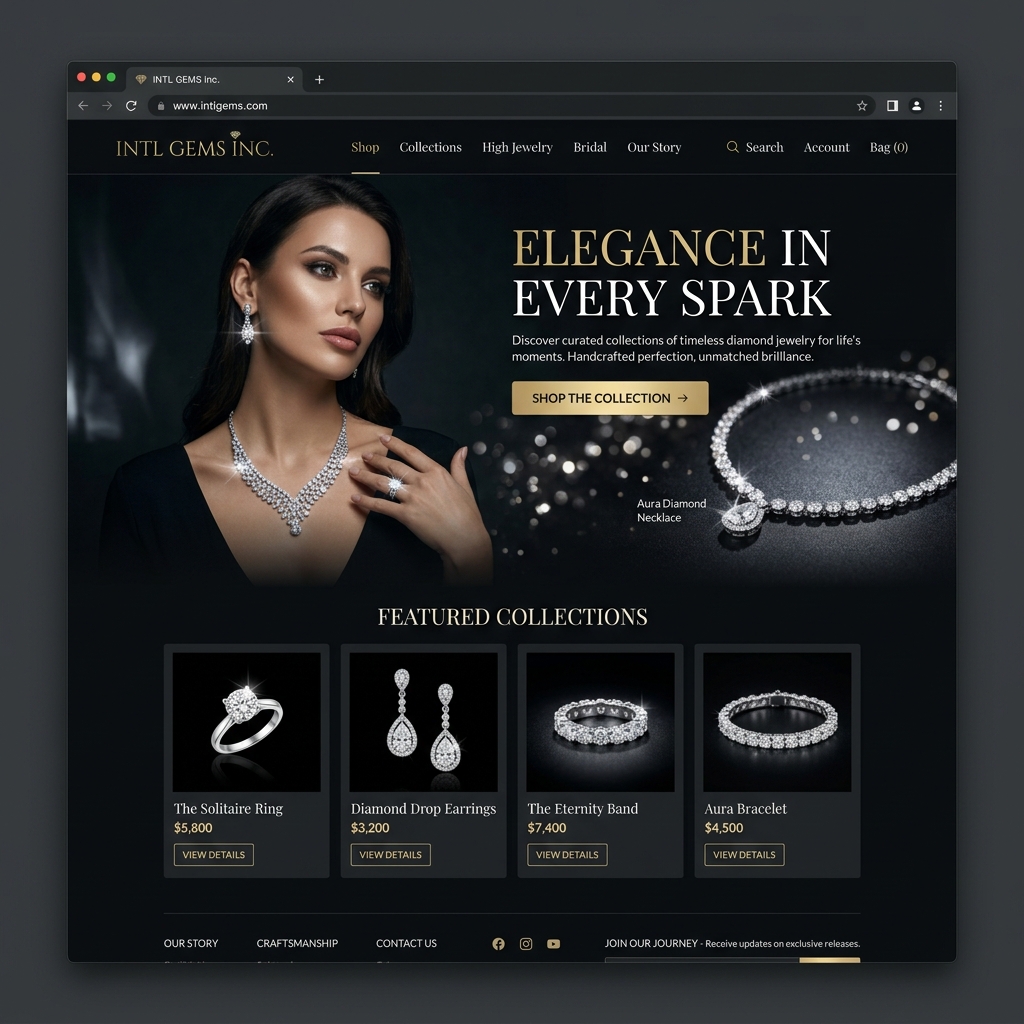 INTL GEMS inc.
www.intlgems.com
INTL GEMS INC.
Shop
Collections
High Jewelry
Bridal
Our Story
Search
Account
Bag (0)
ELEGANCE IN
EVERY SPARK
Discover curated collections of timeless diamond jewelry for life's
moments. Handcrafted perfection, unmatched brilllance.
SHOP THE COLLECTION →
Aura Diamond
Necklace
FEATURED COLLECTIONS
The Solitaire Ring
$5,800
VIEW DETAILS
Diamond Drop Earrings
$3,200
VIEW DETAILS
The Eternity Band
$7,400
VIEW DETAILS
Aura Bracelet
$4,500
VIEW DETAILS
OUR STORY
CRAFTSMANSHIP
CONTACT US
JOIN OUR JOURNEY - Receive updates on exclusive releases.